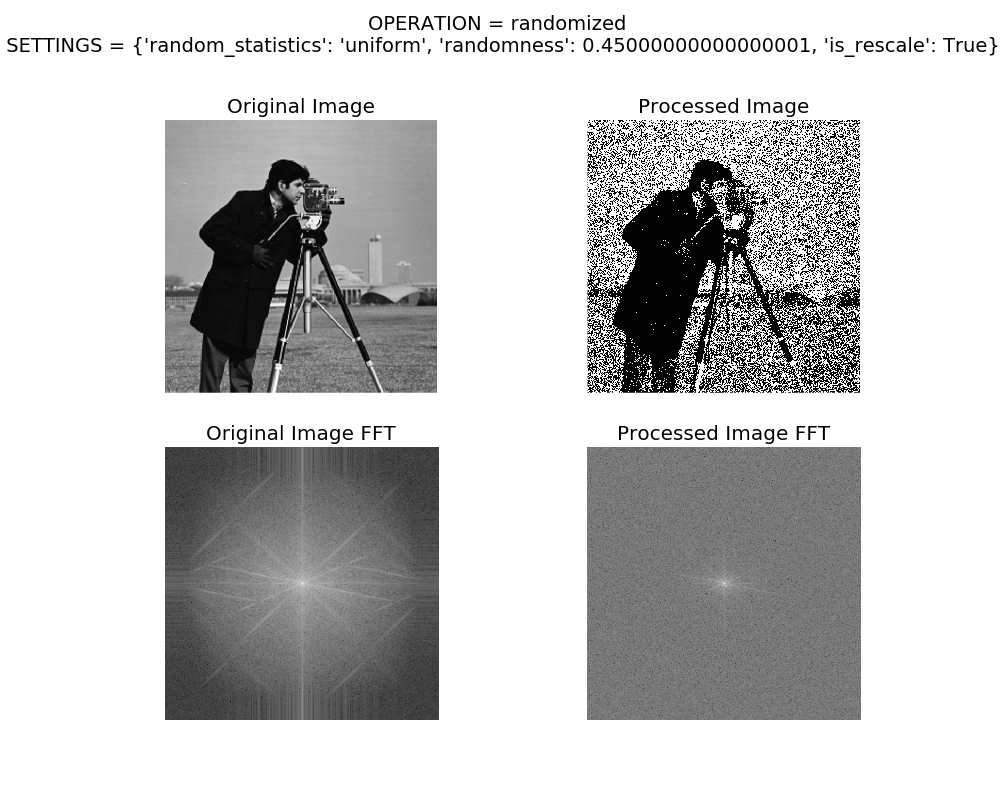 OPERATION = randomized
SETTINGS = {'random_statistics': 'uniform', 'randomness': 0.45000000000000001, 'is_rescale': True}
Original Image
Processed Image
Original Image FFT
Processed Image FFT